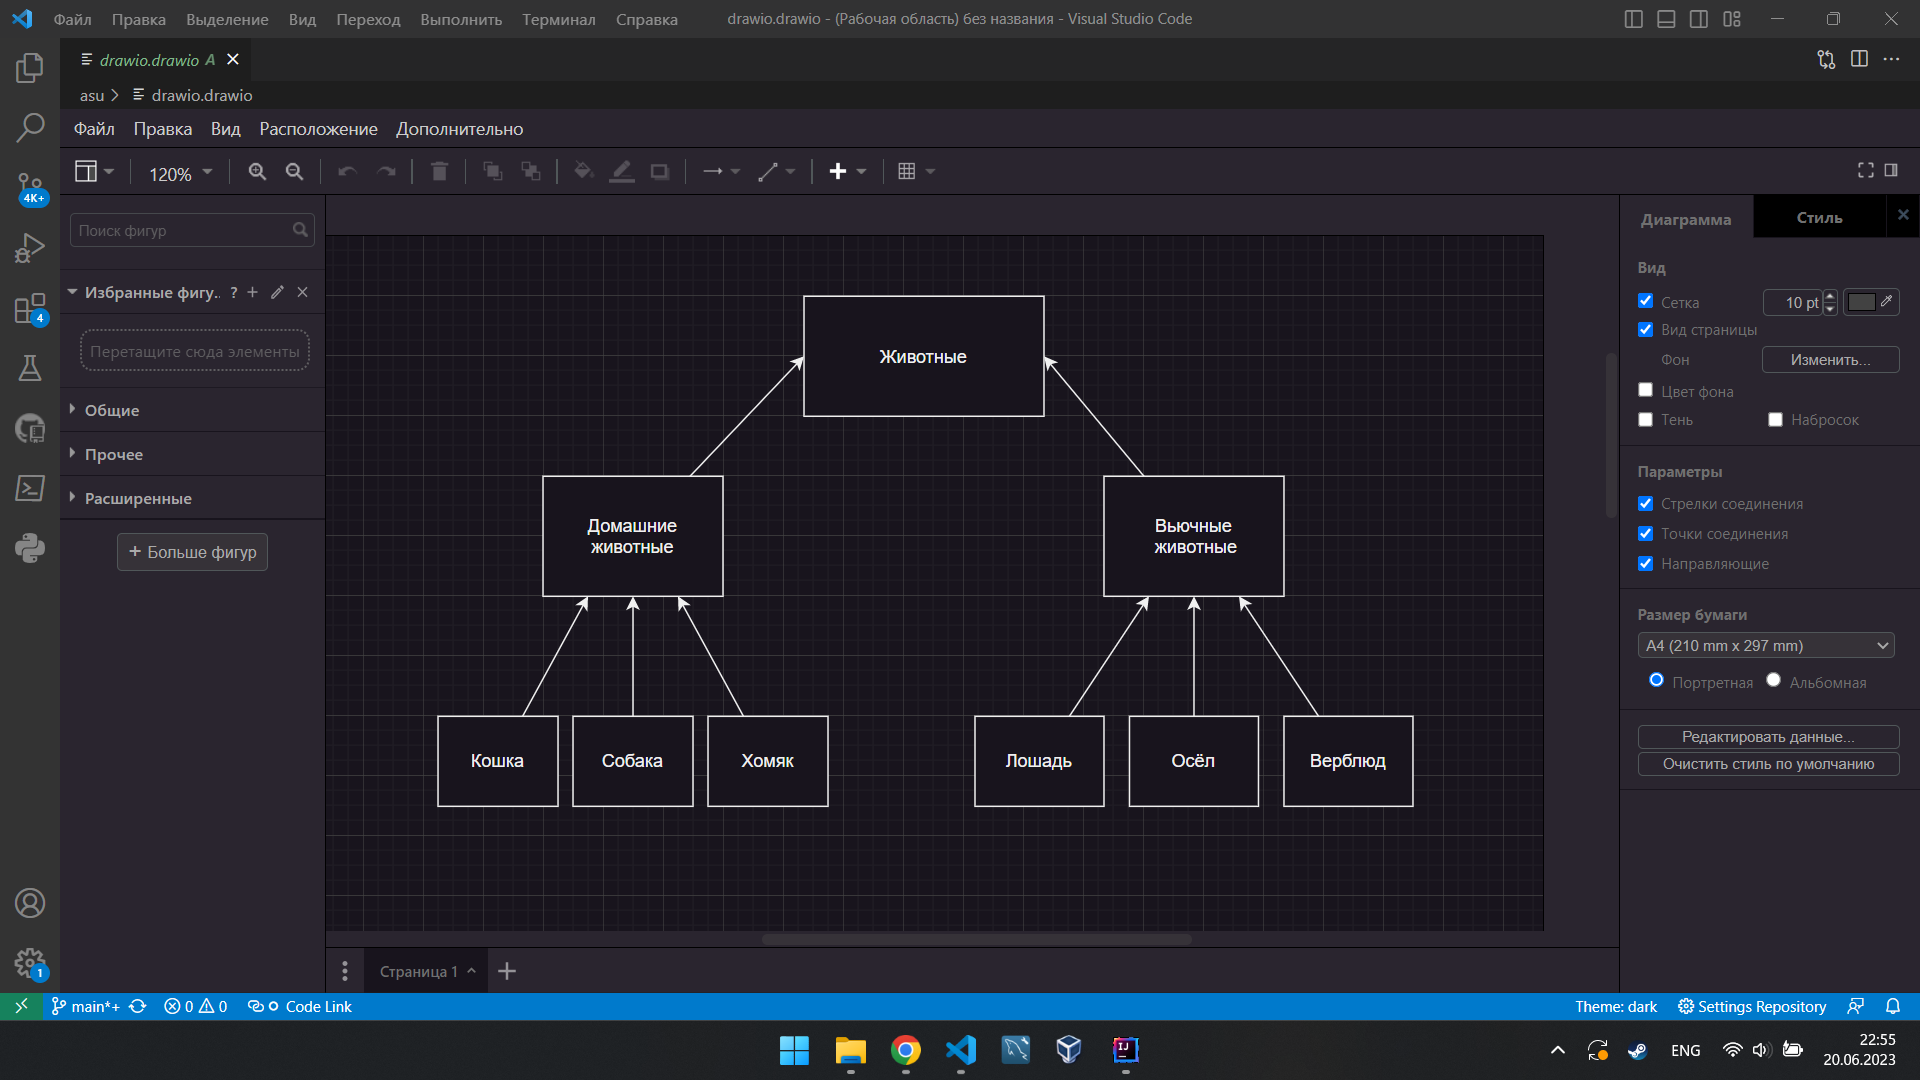 Файл Правка Выделение Вид Переход Выполнить Терминал Справка
drawio.drawio - (Рабочая область) без названия - Visual Studio Code
drawio.drawio A
asu > drawio.drawio
Файл Правка Вид Расположение Дополнительно
120%
4K+
4
1
Поиск фигур
Избранные фигу.. ?
Перетащите сюда элементы
Общие
Прочее
Расширенные
+ Больше фигур
Животные
Домашние
животные
Вьючные
животные
Кошка
Собака
Хомяк
Лошадь
Осёл
Верблюд
Диаграмма
Стиль
Вид
Сетка
10 pt
Вид страницы
Фон
Изменить...
Цвет фона
Тень
Набросок
Параметры
Стрелки соединения
Точки соединения
Направляющие
Размер бумаги
A4 (210 mm x 297 mm)
Портретная
Альбомная
Редактировать данные...
Очистить стиль по умолчанию
Страница 1
main*+
0
0
Code Link
Theme: dark
Settings Repository
IJ
ENG
22:55
20.06.2023